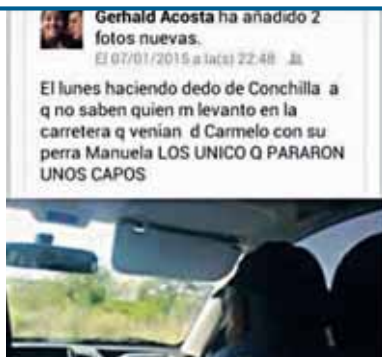 Gerhald Acosta ha añadido 2
fotos nuevas.
El 07/01/2015 a la(s) 22:48
El lunes haciendo dedo de Conchilla a
q no saben quien m levanto en la
carretera q venian d Carmelo con su
perra Manuela LOS UNICO Q PARARON
UNOS CAPOS